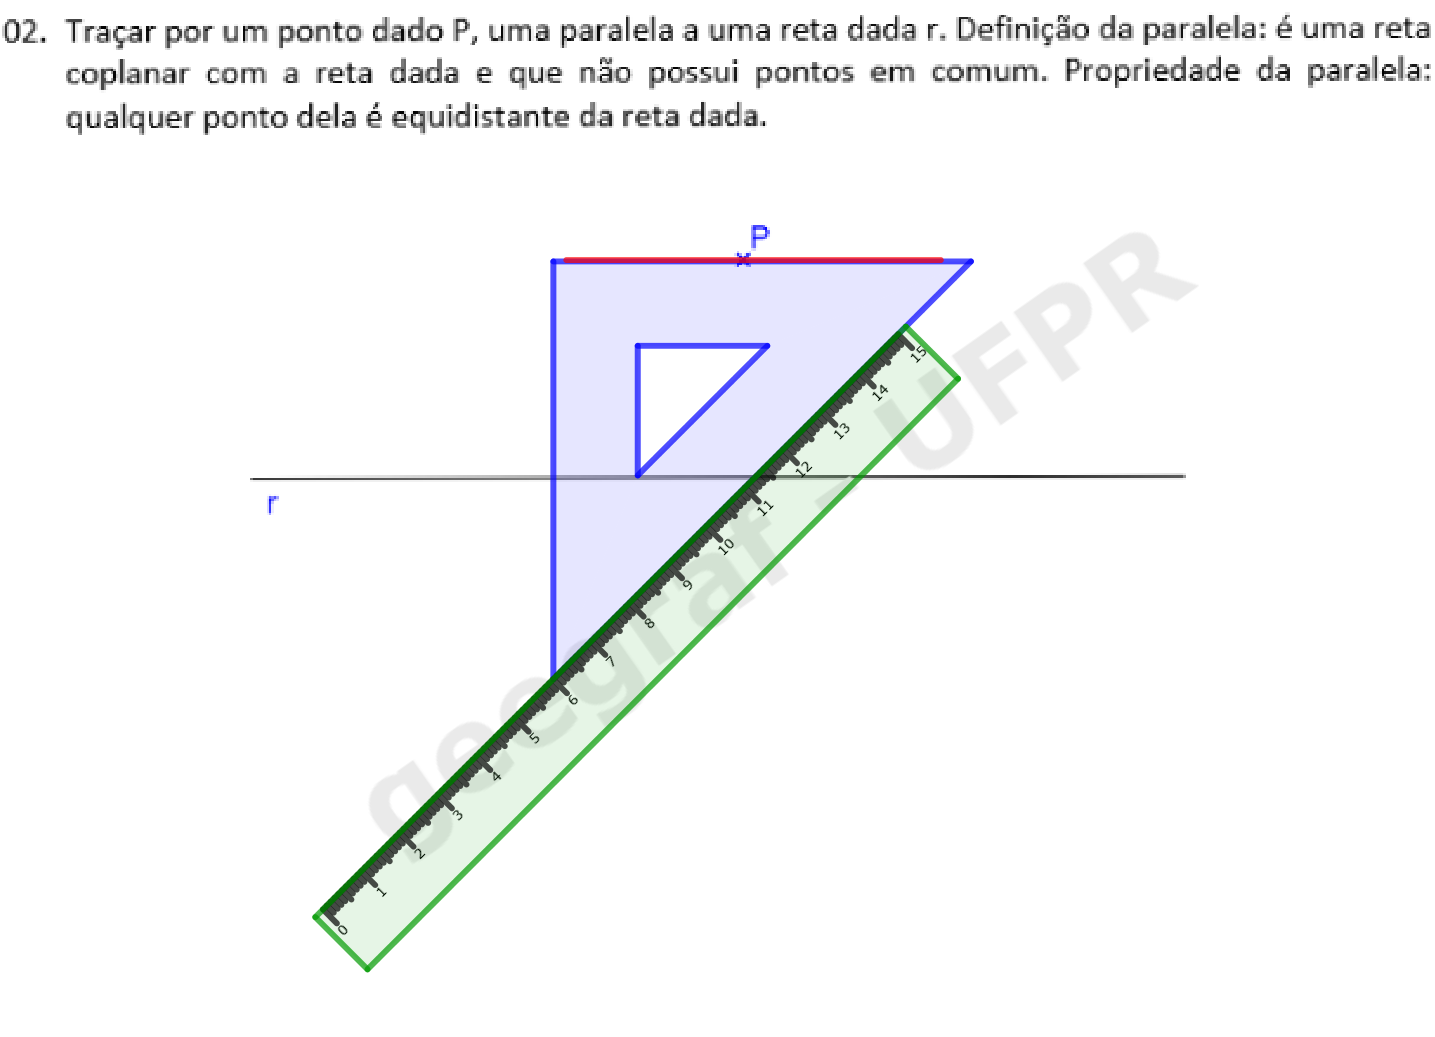 02. Traçar por um ponto dado P, uma paralela a uma reta dada r. Definição da paralela: é uma reta
coplanar com a reta dada e que não possui pontos em comum. Propriedade da paralela:
qualquer ponto dela é equidistante da reta dada.
P
r
0 1 2 3 4 5 6 7 8 9 10 11 12 13 14 15
geegraf _ UFPR